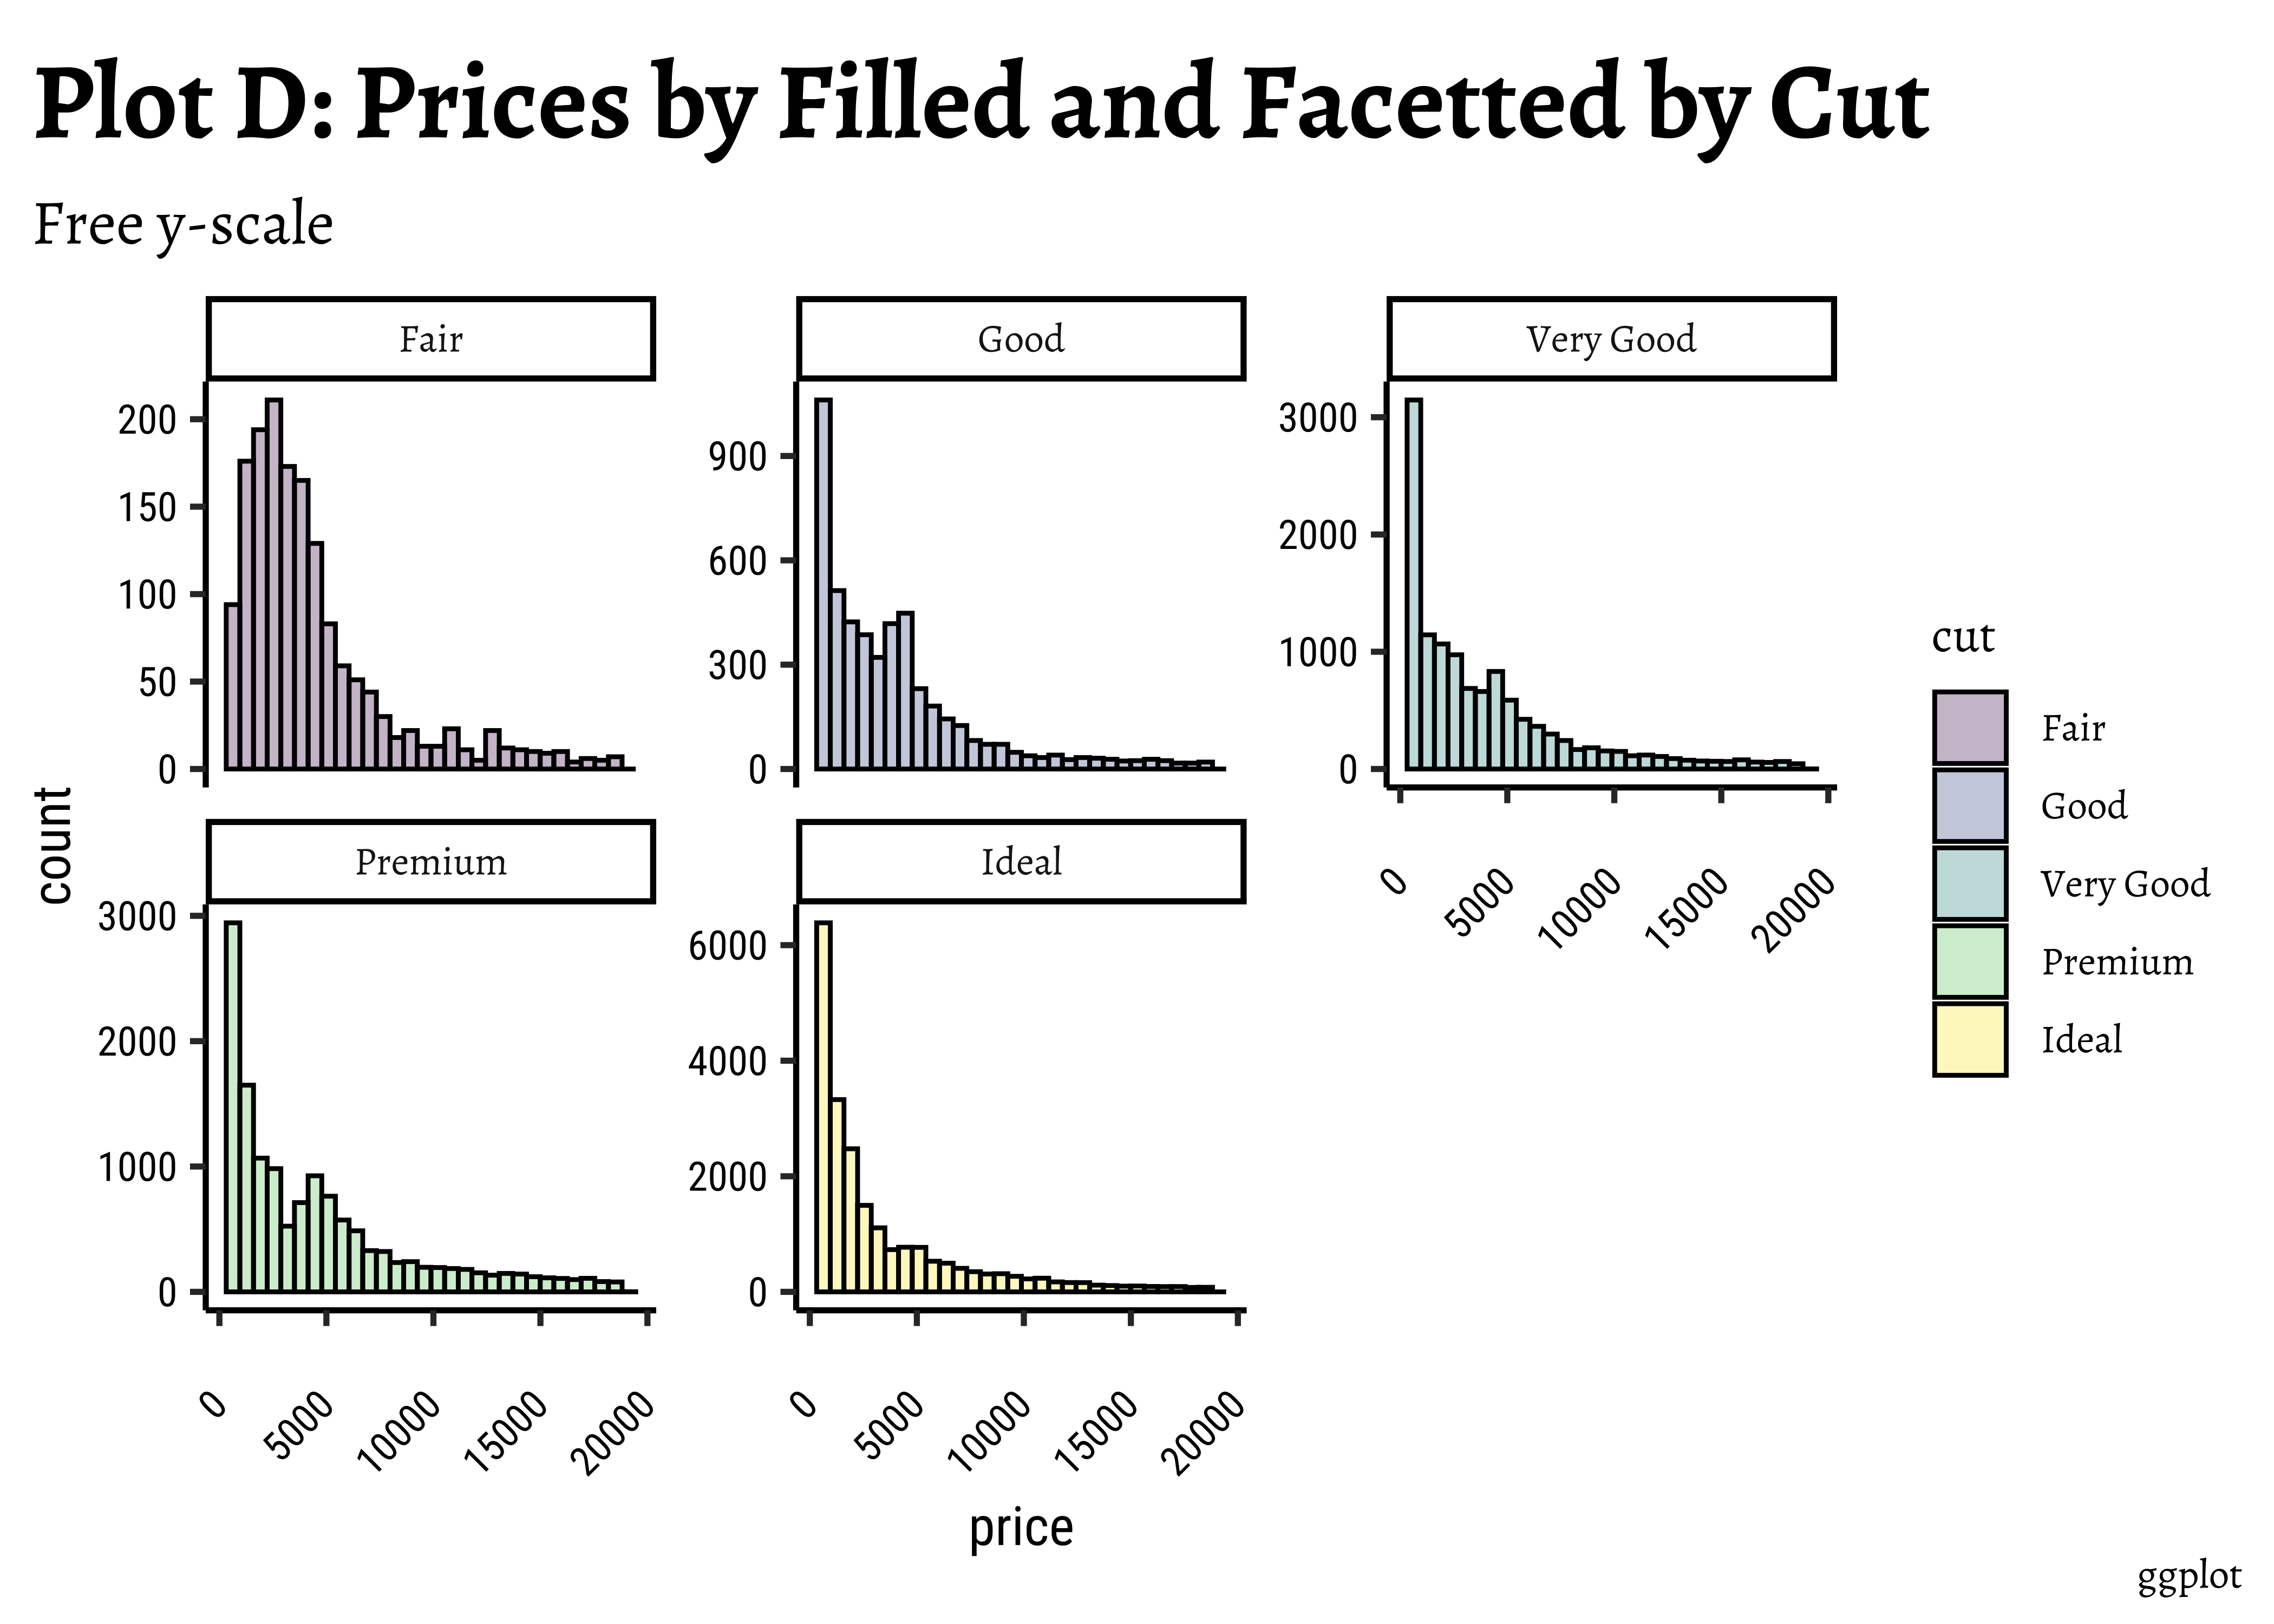 Plot D: Prices by Filled and Facetted by Cut
Free y-scale
Fair
Good
Very Good
200
150
100
50
0
900
600
300
0
3000
2000
1000
0
0
5000
10000
15000
20000
count
Premium
Ideal
3000
2000
1000
0
6000
4000
2000
0
0
5000
10000
15000
20000
0
5000
10000
15000
20000
price
cut
Fair
Good
Very Good
Premium
Ideal
ggplot